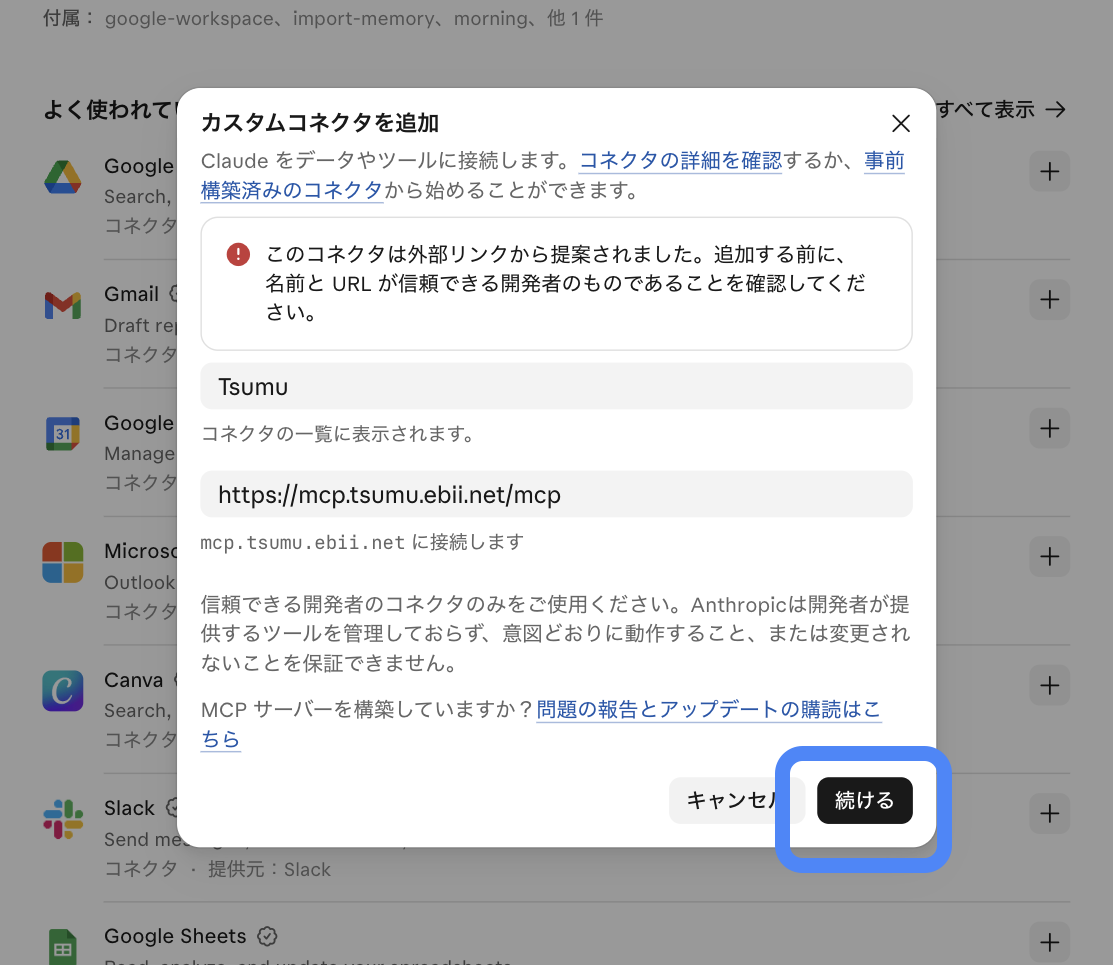 付属： google-workspace、import-memory、morning、他 1 件
よく使われてい
すべて表示 →
カスタムコネクタを追加
Claude をデータやツールに接続します。コネクタの詳細を確認するか、事前
構築済みのコネクタから始めることができます。
このコネクタは外部リンクから提案されました。追加する前に、
名前と URL が信頼できる開発者のものであることを確認してくだ
さい。
Tsumu
コネクタの一覧に表示されます。
https://mcp.tsumu.ebii.net/mcp
mcp.tsumu.ebii.net に接続します
信頼できる開発者のコネクタのみをご使用ください。Anthropicは開発者が提
供するツールを管理しておらず、意図どおりに動作すること、または変更され
ないことを保証できません。
MCP サーバーを構築していますか？問題の報告とアップデートの購読はこ
ちら
キャンセル
続ける
Google
Search,
コネクタ
Gmail
Draft rep
コネクタ
Google
31
Manage
コネクタ
Microso
Outlook
コネクタ
Canva
Search,
コネクタ
Slack
Send mes
コネクタ · 提供元：Slack
Google Sheets